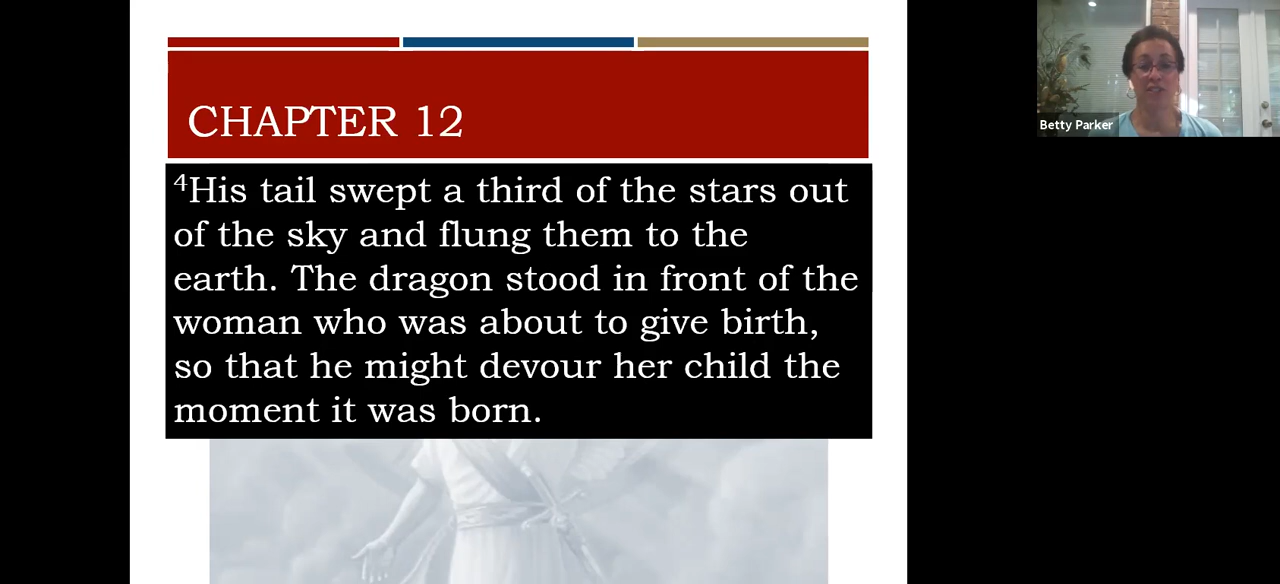 CHAPTER 12
⁴His tail swept a third of the stars out
of the sky and flung them to the
earth. The dragon stood in front of the
woman who was about to give birth,
so that he might devour her child the
moment it was born.
Betty Parker